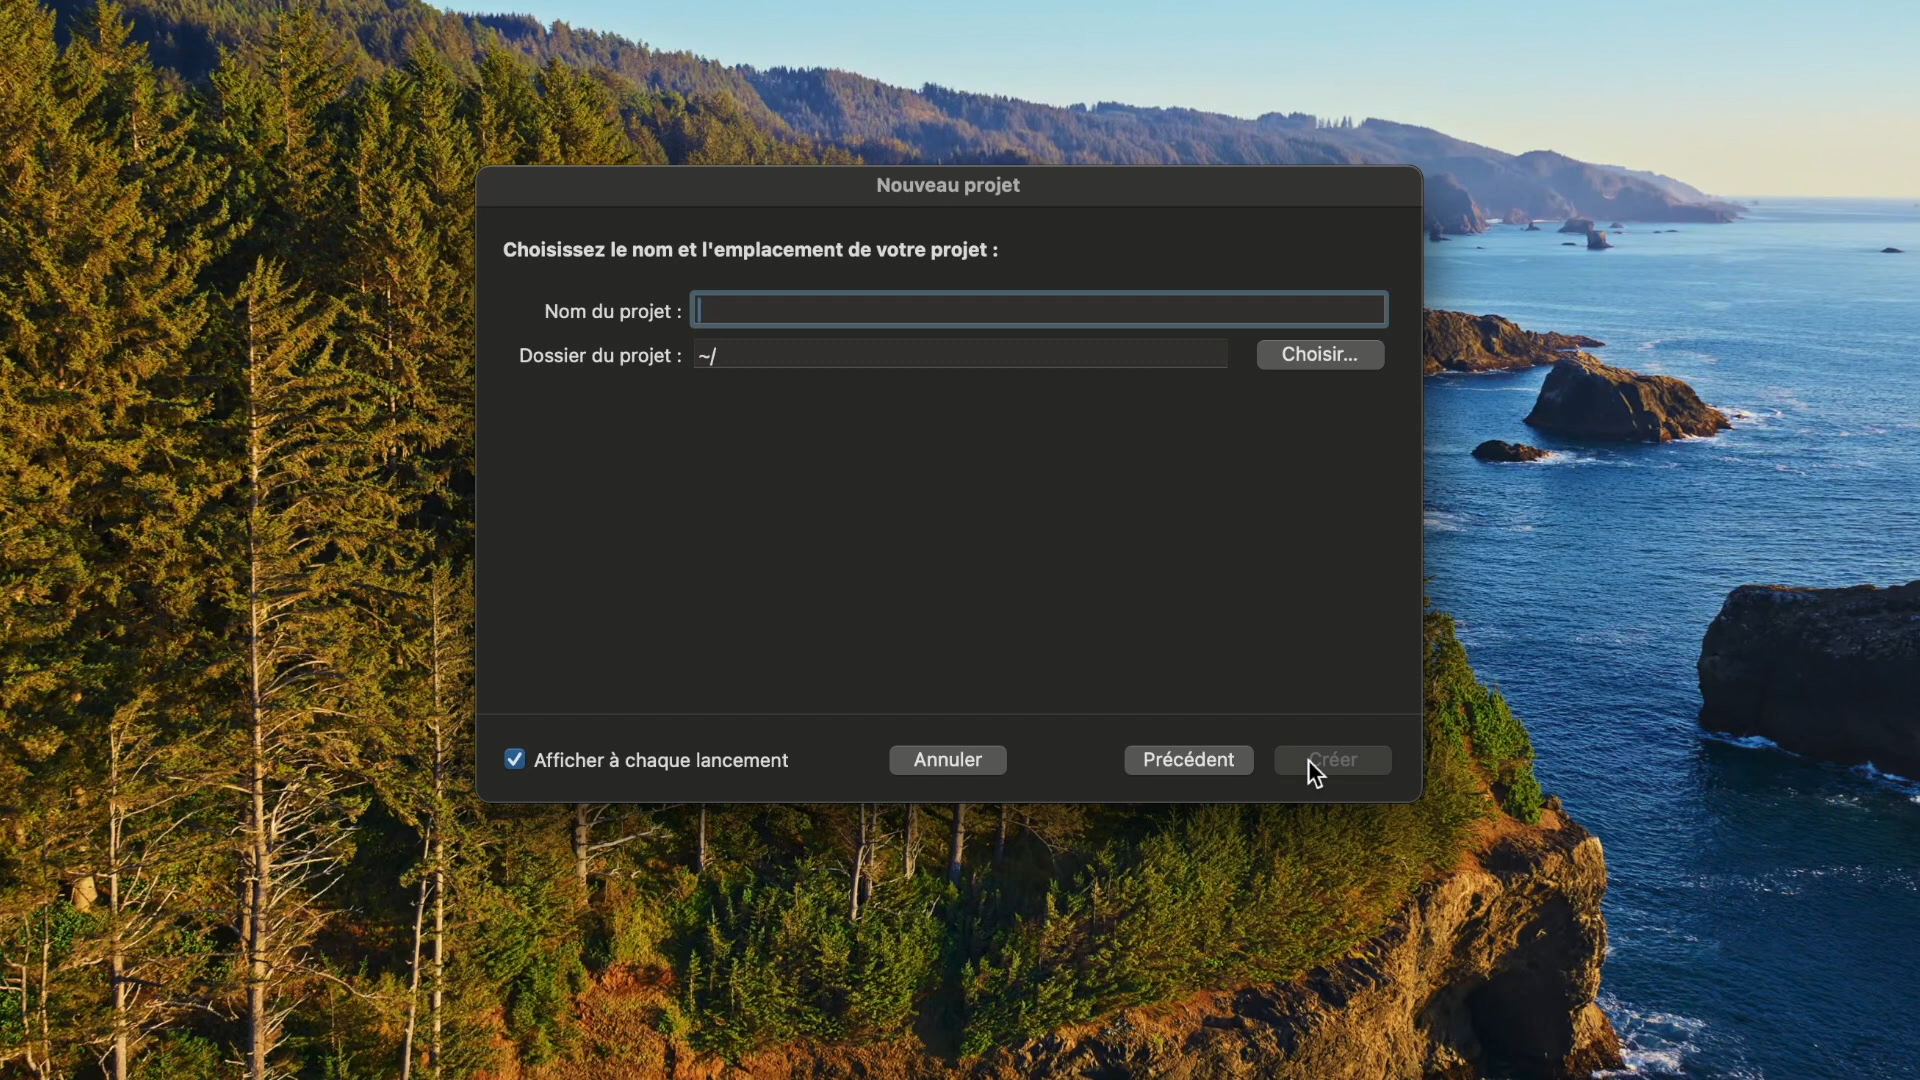 Nouveau projet
Choisissez le nom et l'emplacement de votre projet :
Nom du projet :
Dossier du projet : ~/ Choisir...
Afficher à chaque lancement Annuler Précédent Créer